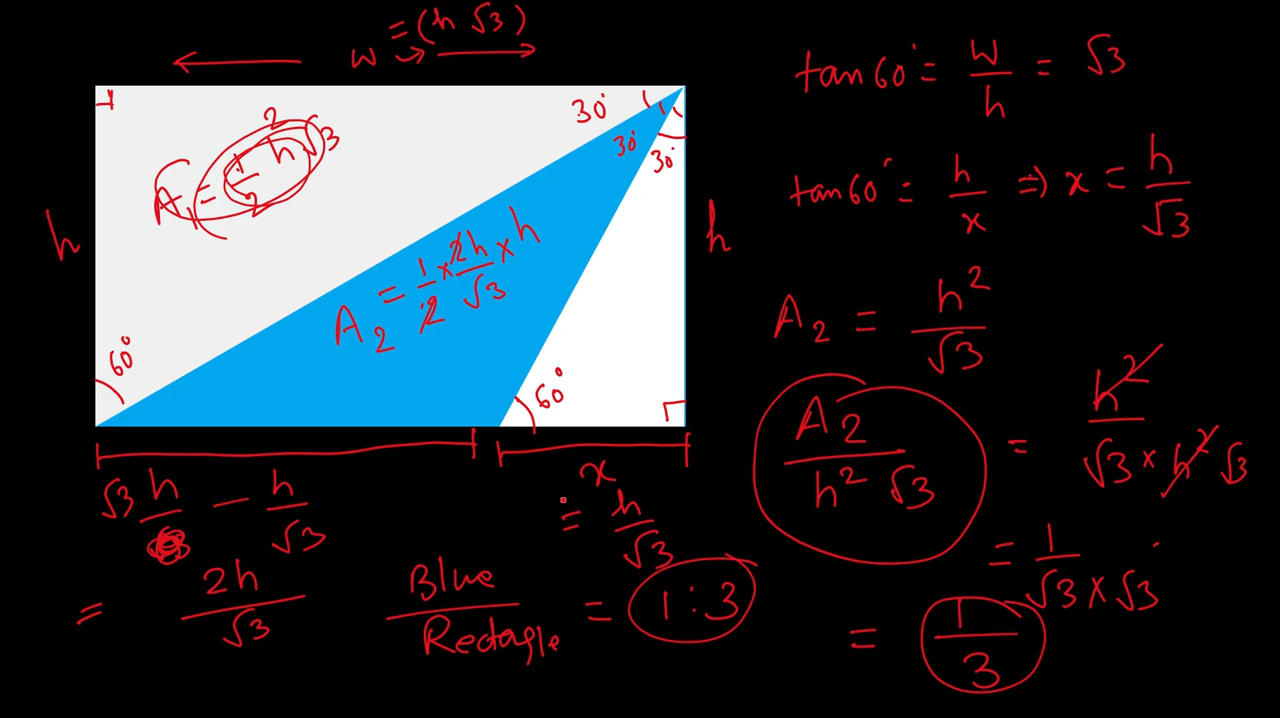 w = (h √3)
30°
30°
30°
A₁ = 1/2 h² √3
h
h
A₂ = 1/2 × 2h/√3 × h
60°
60°
x
= h/√3
√3 h - h/√3
= 2h/√3
Blue/Rectagle = 1:3
tan 60° = w/h = √3
tan 60° = h/x ⇒ x = h/√3
A₂ = h²/√3
A₂/h² √3 = h²/√3 × h² √3
= 1/√3 × √3
= 1/3